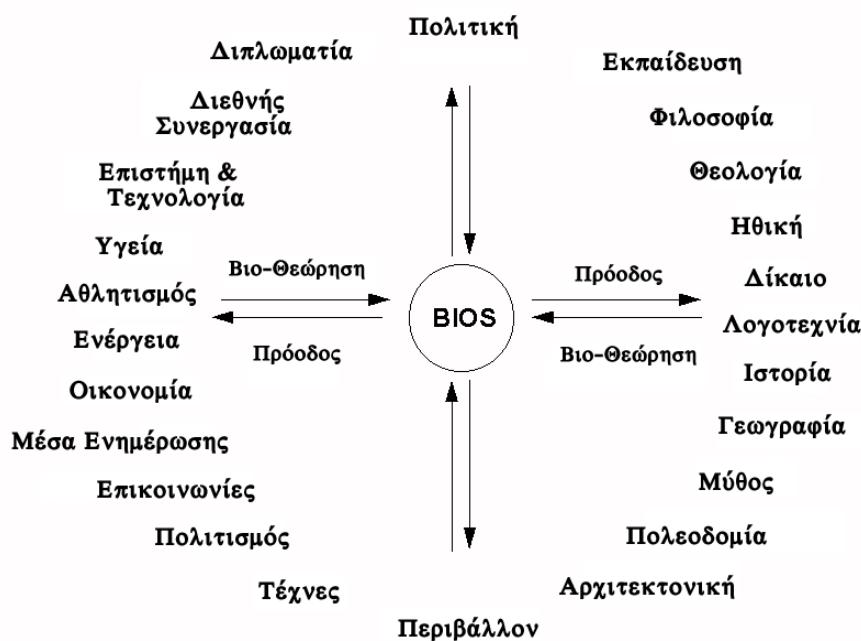 Πολιτική
Διπλωματία
Εκπαίδευση
Διεθνής
Συνεργασία
Φιλοσοφία
Επιστήμη &
Τεχνολογία
Θεολογία
Υγεία
Ηθική
Βιο-Θεώρηση
Πρόοδος
Αθλητισμός
Δίκαιο
BIOS
Ενέργεια
Λογοτεχνία
Πρόοδος
Βιο-Θεώρηση
Οικονομία
Ιστορία
Μέσα Ενημέρωσης
Γεωγραφία
Επικοινωνίες
Μύθος
Πολιτισμός
Πολεοδομία
Τέχνες
Αρχιτεκτονική
Περιβάλλον